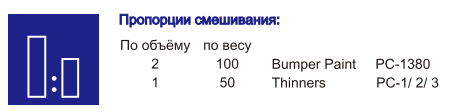 Пропорции смешивания:
По объёму по весу
2 100 Bumper Paint PC-1380
1 50 Thinners PC-1/ 2/ 3